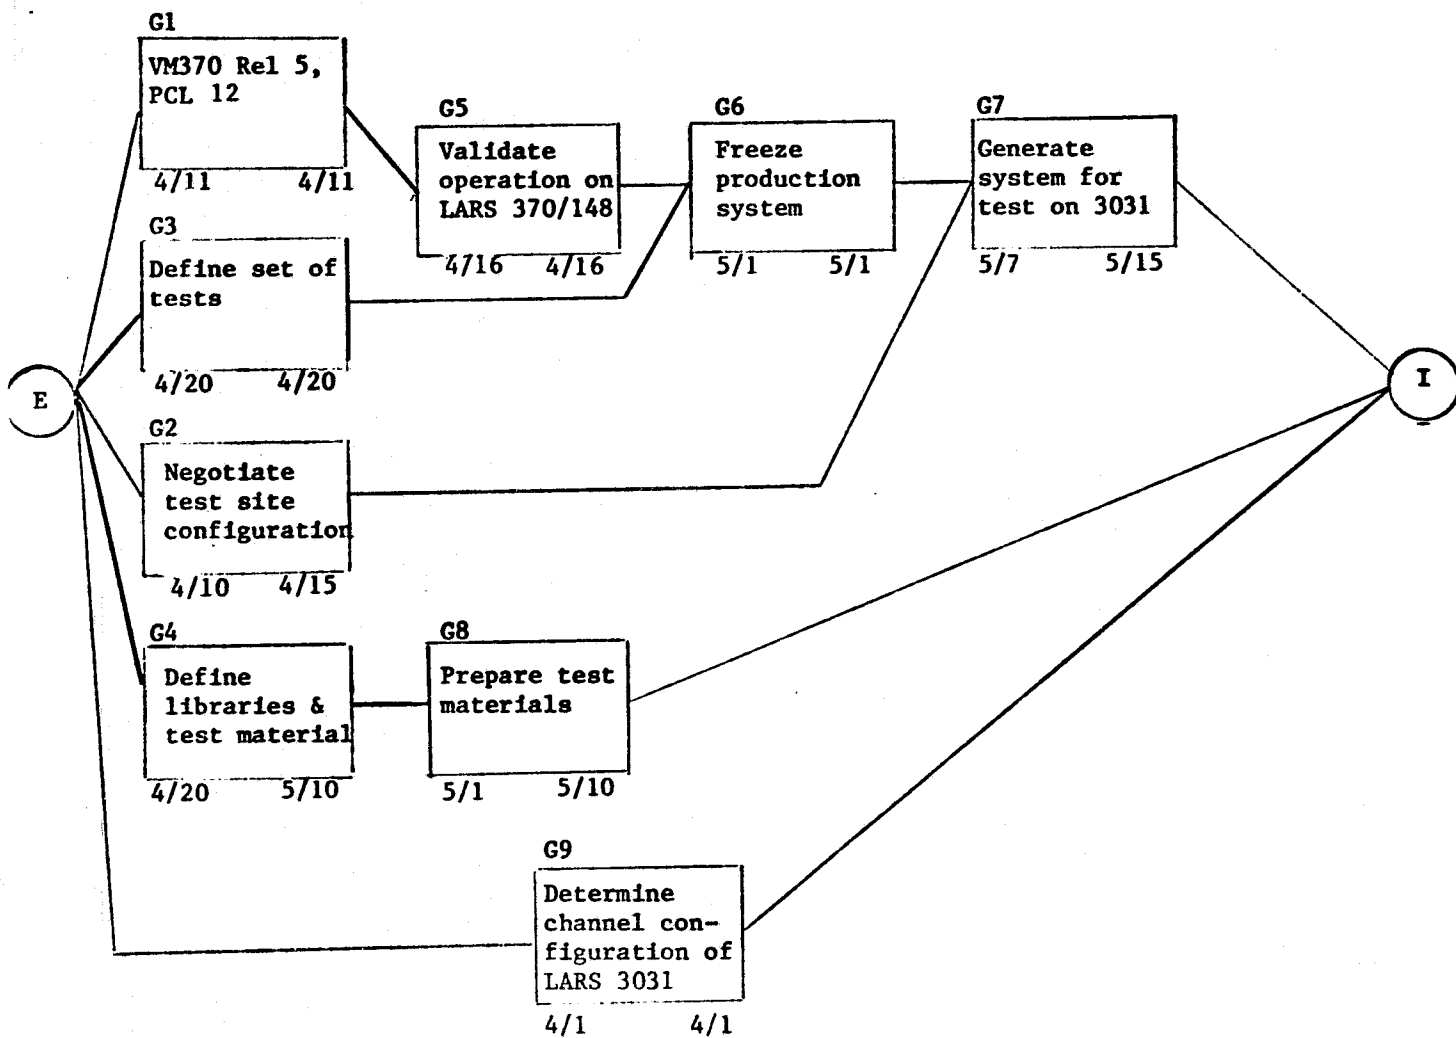 G1
VM370 Rel 5,
PCL 12
4/11 4/11
G5
Validate
operation on
LARS 370/148
4/16 4/16
G6
Freeze
production
system
5/1 5/1
G7
Generate
system for
test on 3031
5/7 5/15
G3
Define set of
tests
4/20 4/20
E
I
G2
Negotiate
test site
configuration
4/10 4/15
G4
Define
libraries &
test material
4/20 5/10
G8
Prepare test
materials
5/1 5/10
G9
Determine
channel con-
figuration of
LARS 3031
4/1 4/1